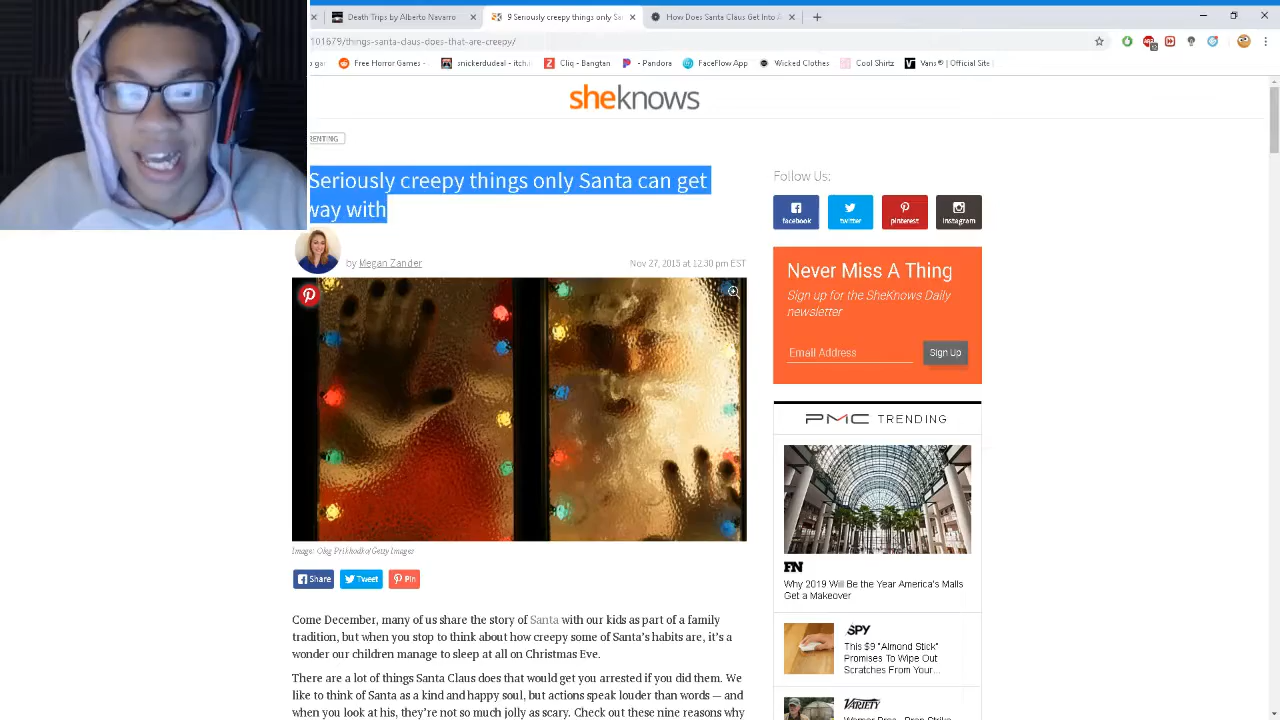 Death Trips by Alberto Navarro
9 Seriously creepy things only Sa
How Does Santa Claus Get Into
101679/things-santa-claus-does-that-are-creepy/
Free Horror Games -
snickerdudeal - itch.i
Cliq - Bangtan
- Pandora
FaceFlow App
Wicked Clothes
Cool Shirtz
Vans® | Official Site
sheknows
RENTING
Seriously creepy things only Santa can get
way with
by Megan Zander
Nov 27, 2015 at 12:30 pm EST
Image: Oleg Prikhodko/Getty Images
Share
Tweet
Pin
Come December, many of us share the story of Santa with our kids as part of a family
tradition, but when you stop to think about how creepy some of Santa's habits are, it's a
wonder our children manage to sleep at all on Christmas Eve.
There are a lot of things Santa Claus does that would get you arrested if you did them. We
like to think of Santa as a kind and happy soul, but actions speak louder than words — and
when you look at his, they're not so much jolly as scary. Check out these nine reasons why
Follow Us:
facebook
twitter
pinterest
instagram
Never Miss A Thing
Sign up for the SheKnows Daily
newsletter
Email Address
Sign Up
PMC TRENDING
FN
Why 2019 Will Be the Year America's Malls
Get a Makeover
SPY
This $9 "Almond Stick"
Promises To Wipe Out
Scratches From Your...
VARIETY